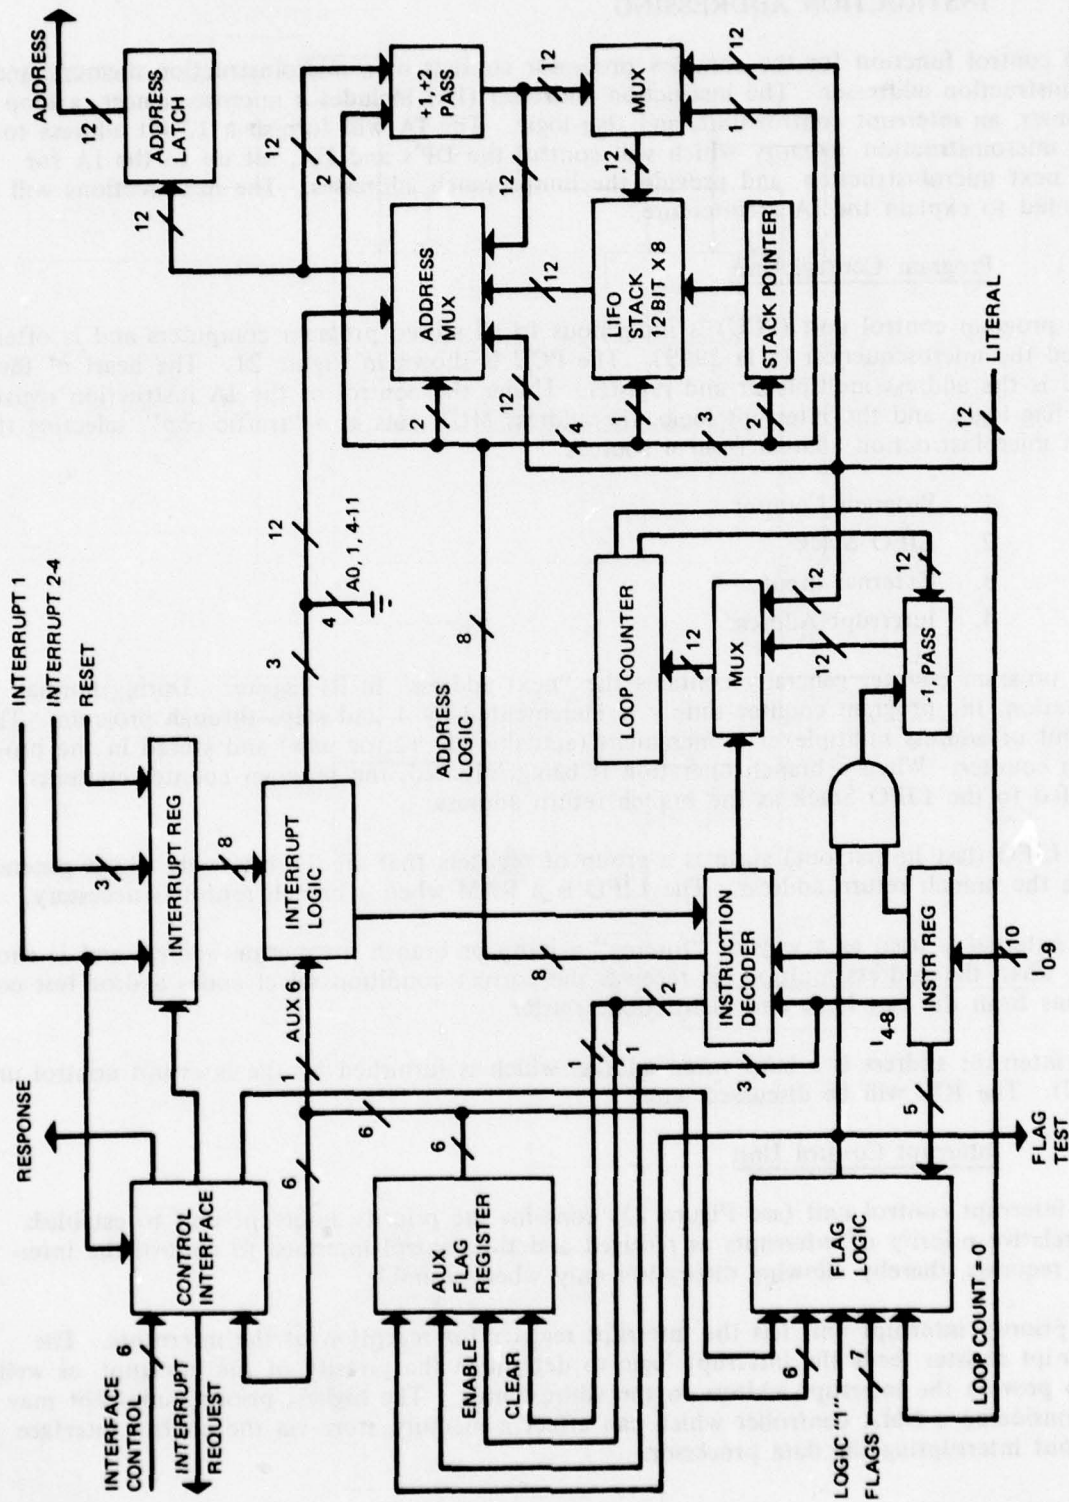 INTERFACE
CONTROL
6
INTERRUPT
REQUEST
CONTROL
INTERFACE
RESPONSE
INTERRUPT 1
INTERRUPT 2-4
RESET
3
INTERRUPT REG
8
INTERRUPT
LOGIC
AUX 6
1
6
6
6
AUX
FLAG
REGISTER
ENABLE
CLEAR
LOGIC "1"
FLAGS
7
6
FLAG
LOGIC
FLAG
TEST
LOOP COUNT = 0
2
1
8
3
INSTRUCTION
DECODER
I4-8
5
INSTR REG
10
I0-9
ADDRESS
LOGIC
8
3
12
4
A0, 1, 4-11
LOOP COUNTER
12
MUX
12
12
-1, PASS
12
ADDRESS
12
ADDRESS
LATCH
12
12
2
ADDRESS
MUX
2
+1, +2
PASS
12
12
12
12
MUX
12
12
1
LIFO
STACK
BIT X 8
4
3
STACK POINTER
2
12
LITERAL